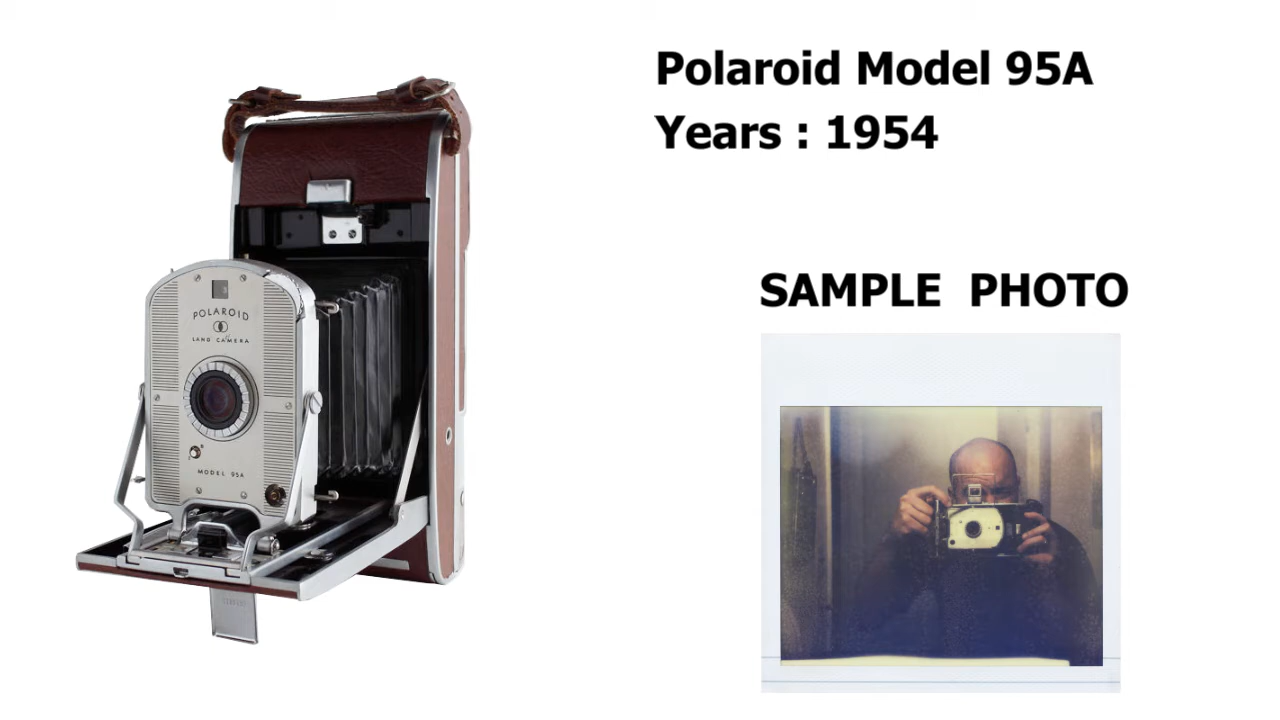 Polaroid Model 95A
Years : 1954
SAMPLE PHOTO
POLAROID
LAND CAMERA
MODEL 95A